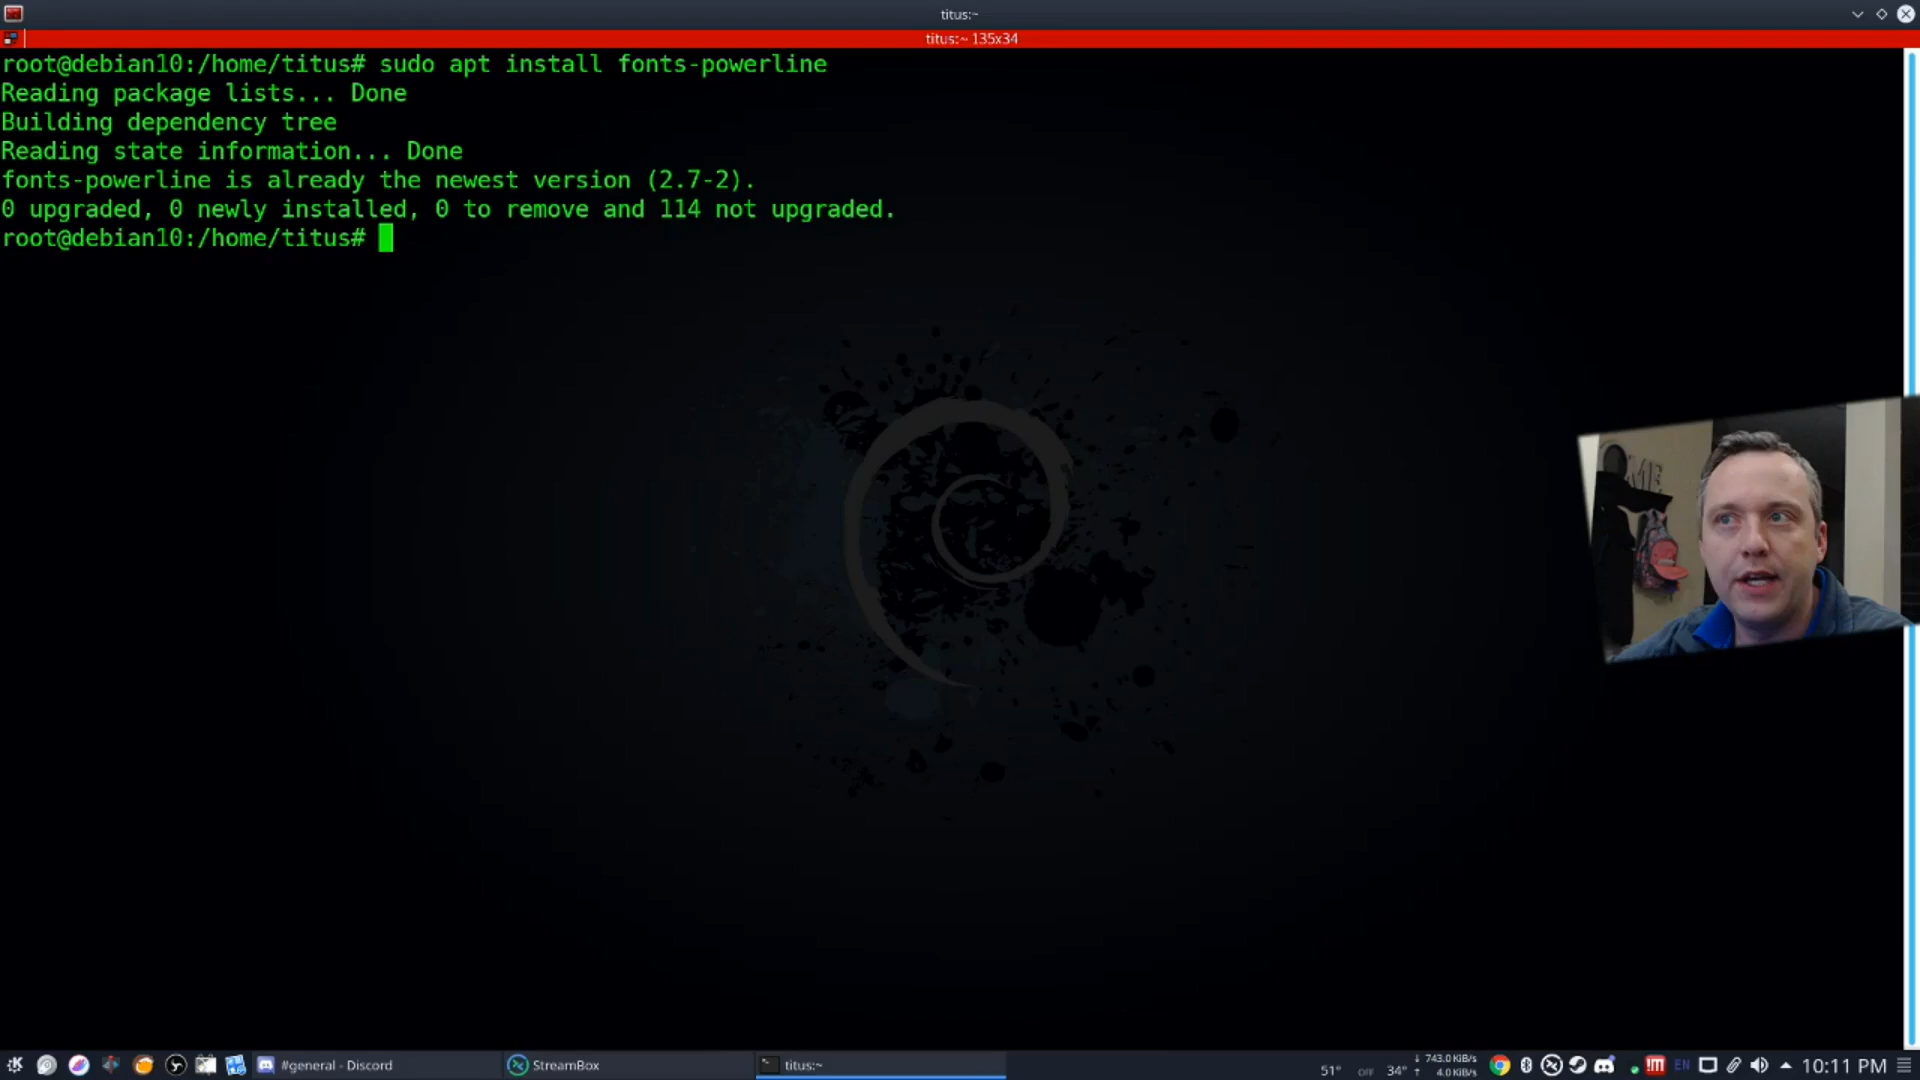 titus:~
titus:~ 135x34
root@debian10:/home/titus# sudo apt install fonts-powerline
Reading package lists... Done
Building dependency tree
Reading state information... Done
fonts-powerline is already the newest version (2.7-2).
0 upgraded, 0 newly installed, 0 to remove and 114 not upgraded.
root@debian10:/home/titus#
ME
#general - Discord
StreamBox
titus:~
51°
OFF
34°
↓ 743.0 KiB/s
↑ 4.0 KiB/s
EN
10:11 PM